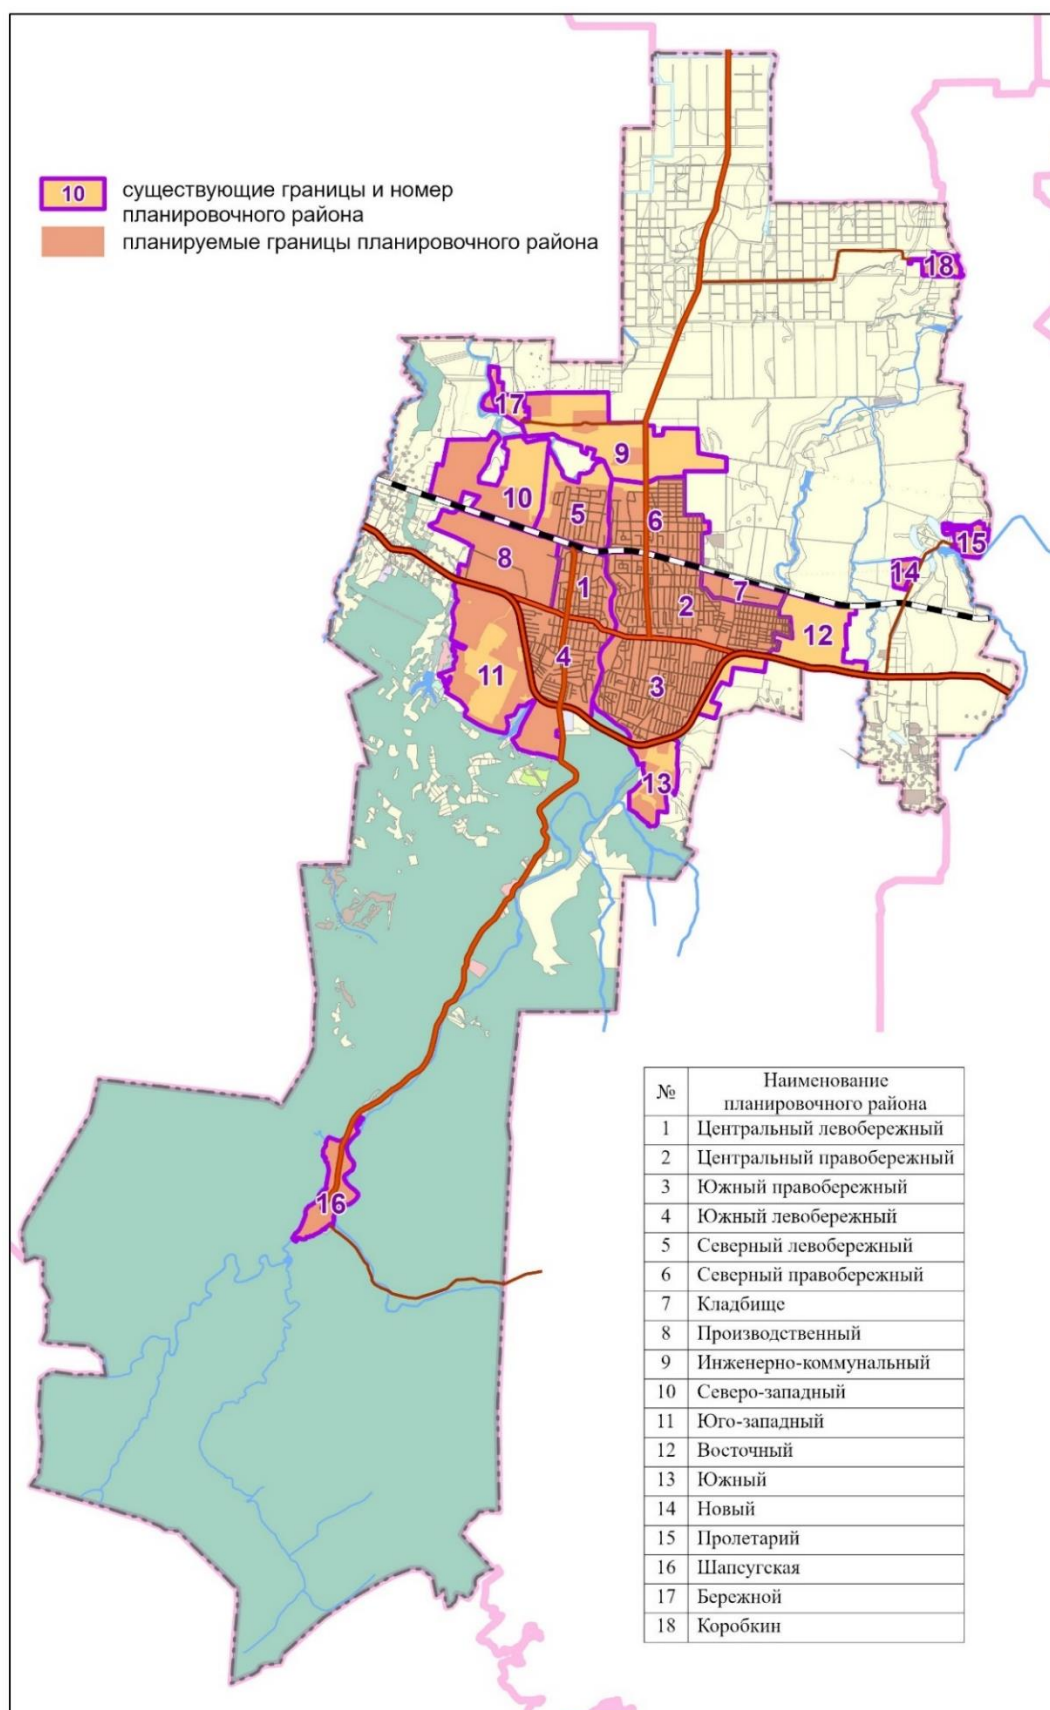 10 существующие границы и номер
планировочного района
планируемые границы планировочного района
18
17
9
10
5
6
15
8
14
7
1
2
12
4
11
3
13
16
№ Наименование
планировочного района
1 Центральный левобережный
2 Центральный правобережный
3 Южный правобережный
4 Южный левобережный
5 Северный левобережный
6 Северный правобережный
7 Кладбище
8 Производственный
9 Инженерно-коммунальный
10 Северо-западный
11 Юго-западный
12 Восточный
13 Южный
14 Новый
15 Пролетарий
16 Шапсугская
17 Бережной
18 Коробкин